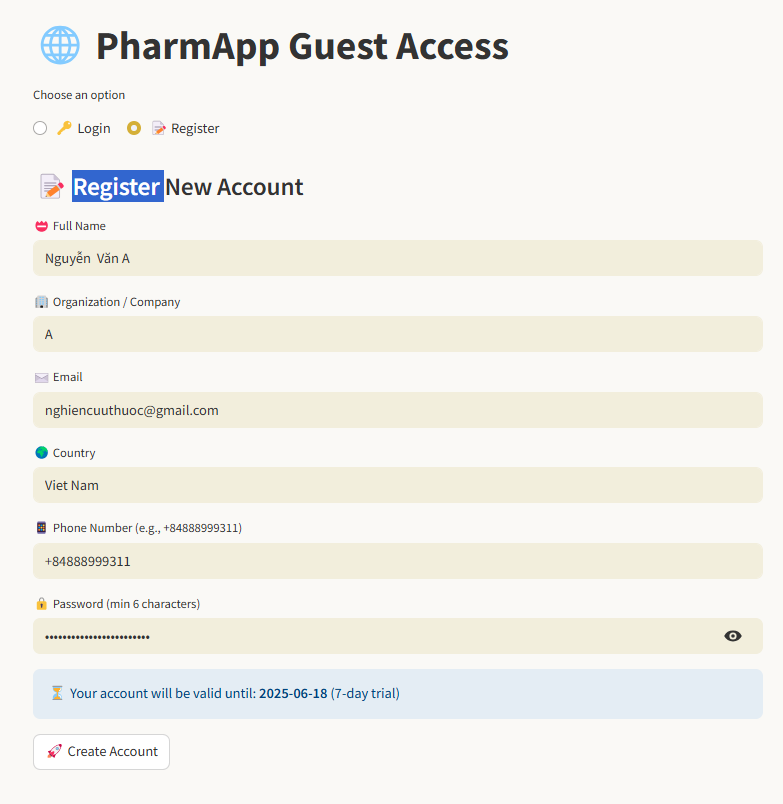 PharmApp Guest Access
Choose an option
Login Register
Register New Account
Full Name
Nguyễn Văn A
Organization / Company
A
Email
nghiencuuthuoc@gmail.com
Country
Viet Nam
Phone Number (e.g., +84888999311)
+84888999311
Password (min 6 characters)
••••••••••••••••••••••••
Your account will be valid until: 2025-06-18 (7-day trial)
Create Account